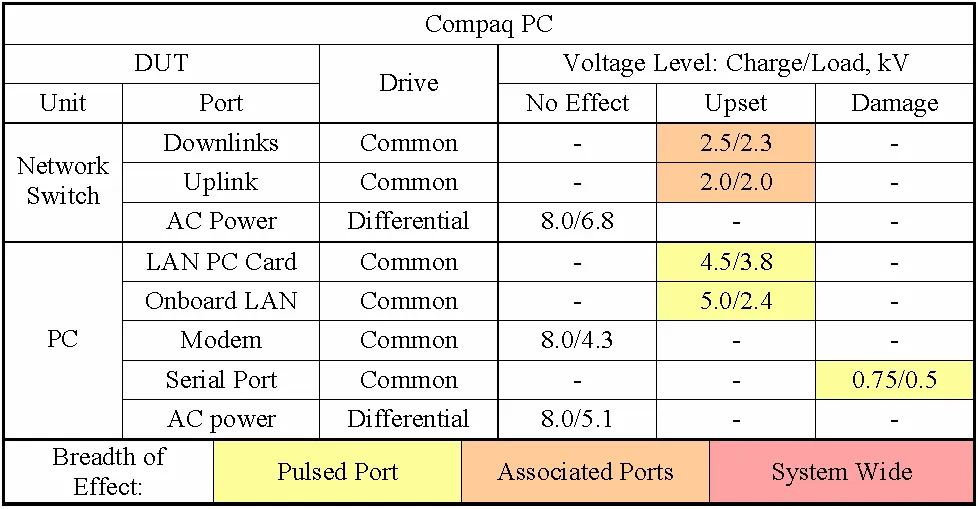 Compaq PC
DUT Drive Voltage Level: Charge/Load, kV
Unit Port No Effect Upset Damage
Network Switch Downlinks Common - 2.5/2.3 -
Uplink Common - 2.0/2.0 -
AC Power Differential 8.0/6.8 - -
PC LAN PC Card Common - 4.5/3.8 -
Onboard LAN Common - 5.0/2.4 -
Modem Common 8.0/4.3 - -
Serial Port Common - - 0.75/0.5
AC power Differential 8.0/5.1 - -
Breadth of Effect: Pulsed Port Associated Ports System Wide